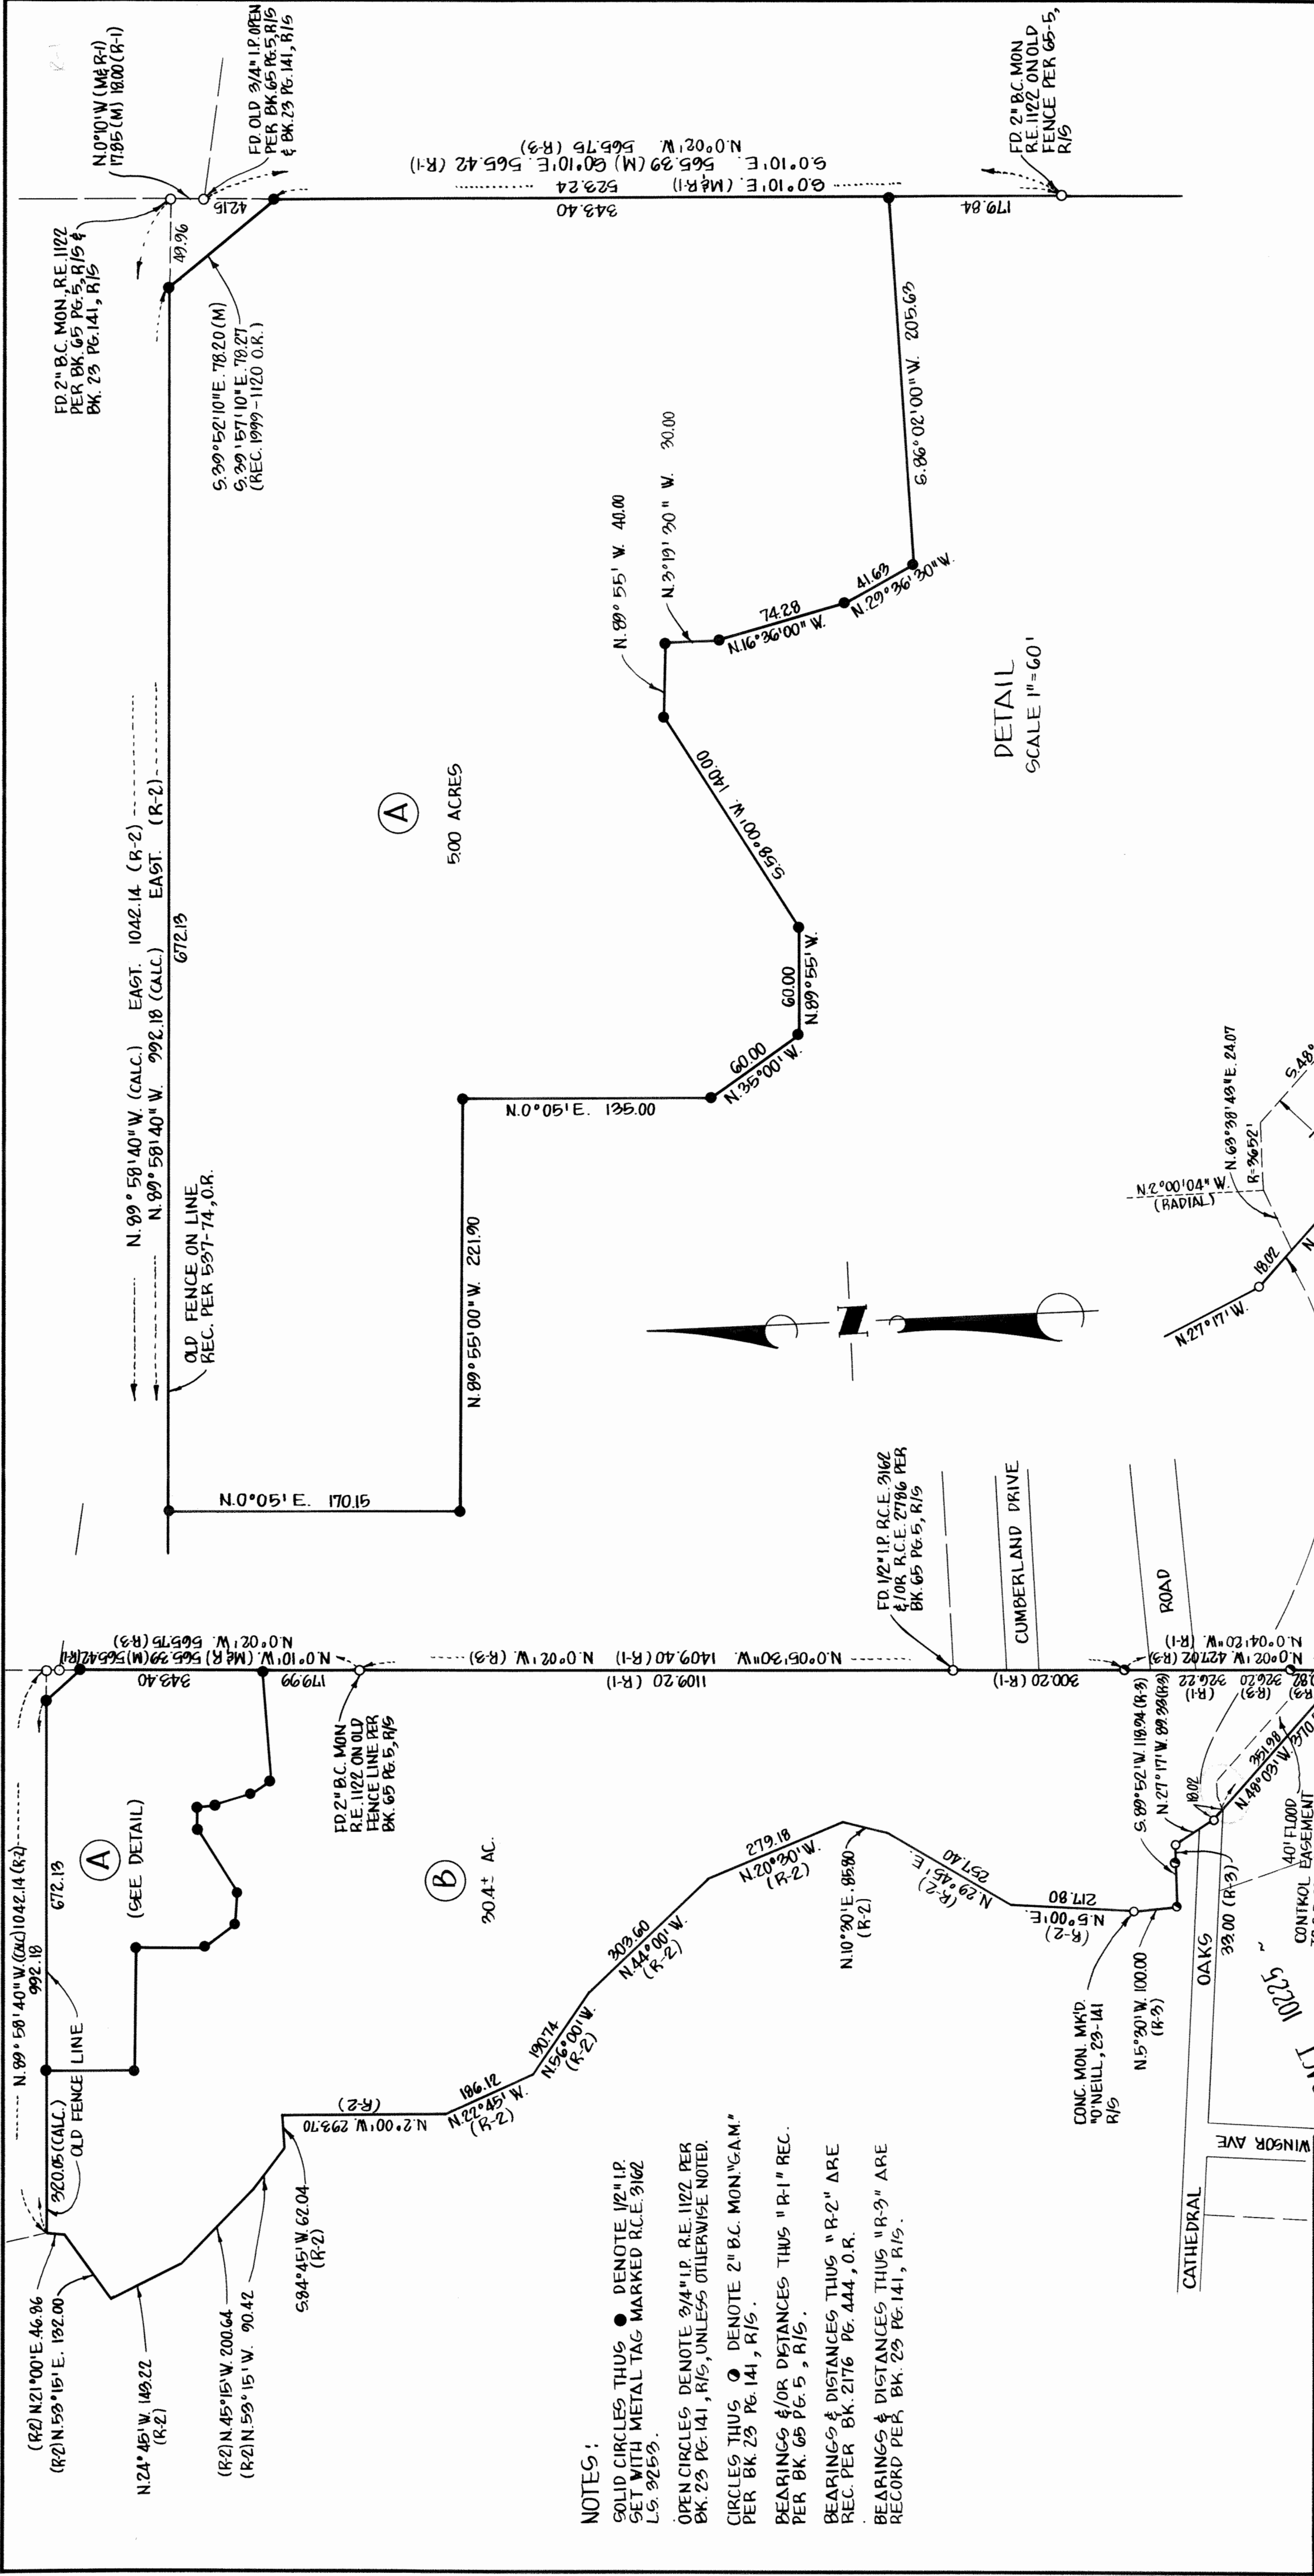 R-1
N.0°10'W (M&R-1)
17.85 (M) 18.00 (R-1)
FD. OLD 3/4" I.P. OPEN
PER BK. 65 PG. 5, R/S
& BK. 23 PG. 141, R/S
FD. 2" B.C. MON., R.E. 1122
PER BK. 65 PG. 5, R/S &
BK. 23 PG. 141, R/S
49.96
42.15
S.39°52'10"E. 78.20 (M)
S.39°57'10"E. 78.27
(REC. 1999-1120 O.R.)
N.0°02'W. 565.75 (R-3)
S.0°10'E. 565.39 (M) S.0°10'E. 565.42 (R-1)
S.0°10'E. (M&R-1) 523.24
343.40
179.84
FD. 2" B.C. MON
R.E. 1122 ON OLD
FENCE PER 65-5,
R/S
N.89°58'40"W. (CALC.) EAST. 1042.14 (R-2)
N.89°58'40"W. 992.18 (CALC.) EAST. (R-2)
672.13
OLD FENCE ON LINE
REC. PER 537-74, O.R.
A
5.00 ACRES
N.89°55' W. 40.00
N.3°19'30" W. 30.00
74.28
N.16°36'00" W.
41.63
N.29°36'30" W.
S.86°02'00" W. 205.63
S.58°00' W. 140.00
60.00
N.89°55' W.
60.00
N.35°00' W.
N.0°05' E. 135.00
N.89°55'00" W. 221.90
N.0°05' E. 170.15
DETAIL
SCALE 1"=60'
N
N.2°00'04" W.
(RADIAL)
N.63°38'43"E. 24.07
R=3652'
S.48°
18.02
N.27°17'W.
N
N.89°58'40"W. (CALC) 1042.14 (R-2)
992.18
672.13
320.05 (CALC.)
OLD FENCE LINE
A
(SEE DETAIL)
N.0°02'W. 565.75 (R-3)
N.0°10'W. (M&R) 565.39 (M) 565.42 (R-1)
343.40
179.99
FD. 2" B.C. MON
R.E. 1122 ON OLD
FENCE LINE PER
BK. 65 PG. 5, R/S
B
30.4± AC.
N.0°05'30"W. 1409.40 (R-1) N.0°02'W. (R-3)
1109.20 (R-1)
FD. 1/2" I.P. R.C.E. 3162
&/OR R.C.E. 2786 PER
BK. 65 PG. 5, R/S
CUMBERLAND DRIVE
300.20 (R-1)
ROAD
N.0°04'20"W. (R-1)
N.0°02'W. 427.02 (R-3)
326.22 (R-1)
326.20 (R-3)
S.89°52'W. 118.94 (R-3)
N.27°17'W. 89.33 (R-3)
18.02
351.98
N.48°03'W. 370.
40' FLOOD
CONTROL EASEMENT
33.00 (R-3)
OAKS
10225 ~
CATHEDRAL
WINSOR AVE
N.5°30'W. 100.00
(R-3)
CONC. MON. MK'D.
"O'NEILL, 23-141
R/S
N.5°00'E. 217.80
(R-2)
N.29°45' E. 257.40
(R-2)
N.10°30'E. 85.80
(R-2)
279.18
N.20°30' W.
(R-2)
303.60
N.44°00' W.
(R-2)
190.74
N.56°00' W.
(R-2)
186.12
N.22°45' W.
(R-2)
N.2°00'W. 293.70 (R-2)
S.84°45' W. 62.04
(R-2)
(R-2) N.53°15' W. 90.42
(R-2) N.45°15' W. 200.64
N.24°45' W. 149.22
(R-2)
(R-2) N.53°15' E. 132.00
(R-2) N.21°00'E. 46.86
NOTES:
SOLID CIRCLES THUS DENOTE 1/2" I.P.
SET WITH METAL TAG MARKED R.C.E. 3162
L.S. 3253.
OPEN CIRCLES DENOTE 3/4" I.P. R.E. 1122 PER
BK. 23 PG. 141, R/S, UNLESS OTHERWISE NOTED.
CIRCLES THUS DENOTE 2" B.C. MON. "G.A.M."
PER BK. 23 PG. 141, R/S.
BEARINGS &/OR DISTANCES THUS "R-1" REC.
PER BK. 65 PG. 5, R/S.
BEARINGS & DISTANCES THUS "R-2" ARE
REC. PER BK. 2176 PG. 444, O.R.
BEARINGS & DISTANCES THUS "R-3" ARE
RECORD PER BK. 23 PG. 141, R/S.